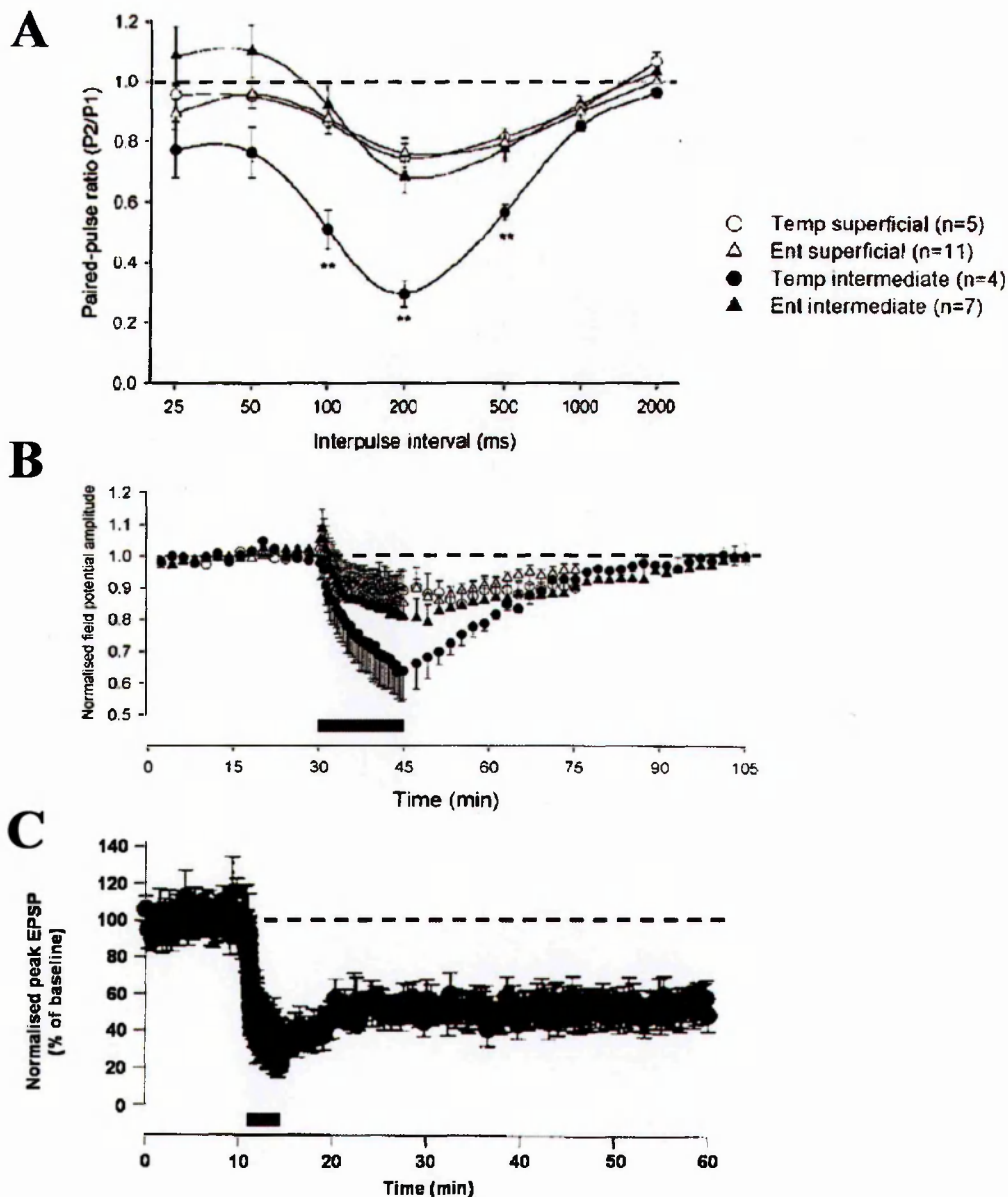 A
Paired-pulse ratio (P2/P1)
1.2
1.0
0.8
0.6
0.4
0.2
0.0
**
**
**
25 50 100 200 500 1000 2000
Interpulse interval (ms)
Temp superficial (n=5)
Ent superficial (n=11)
Temp intermediate (n=4)
Ent intermediate (n=7)
B
Normalised field potential amplitude
1.2
1.1
1.0
0.9
0.8
0.7
0.6
0.5
0 15 30 45 60 75 90 105
Time (min)
C
Normalised peak EPSP
(% of baseline)
140
120
100
80
60
40
20
0
0 10 20 30 40 50 60
Time (min)